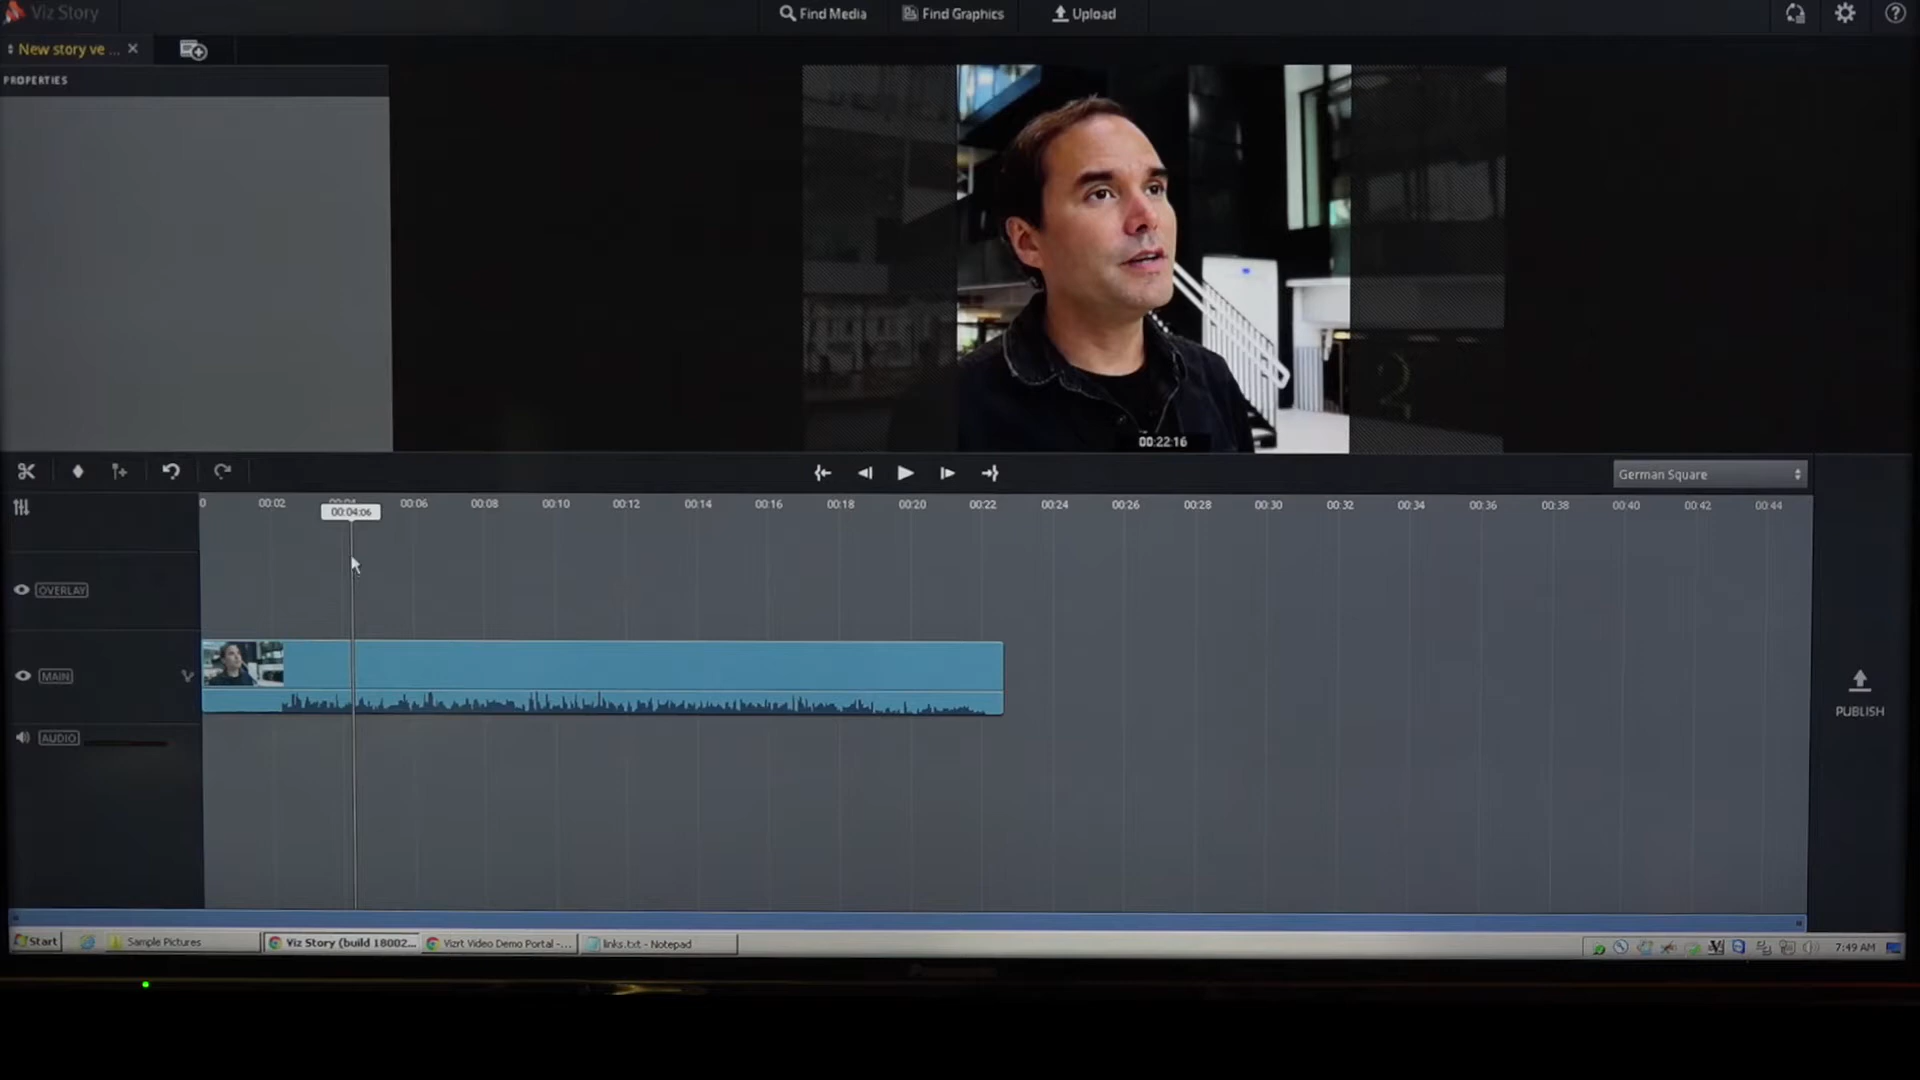 Viz Story
Find Media
Find Graphics
Upload
New story ve ...
PROPERTIES
00:22:16
German Square
0 00:02 00:04 00:06 00:08 00:10 00:12 00:14 00:16 00:18 00:20 00:22 00:24 00:26 00:28 00:30 00:32 00:34 00:36 00:38 00:40 00:42 00:44
00:04:06
OVERLAY
MAIN
AUDIO
PUBLISH
Start
Sample Pictures
Viz Story (build 18002...
Vizrt Video Demo Portal -...
links.txt - Notepad
7:49 AM